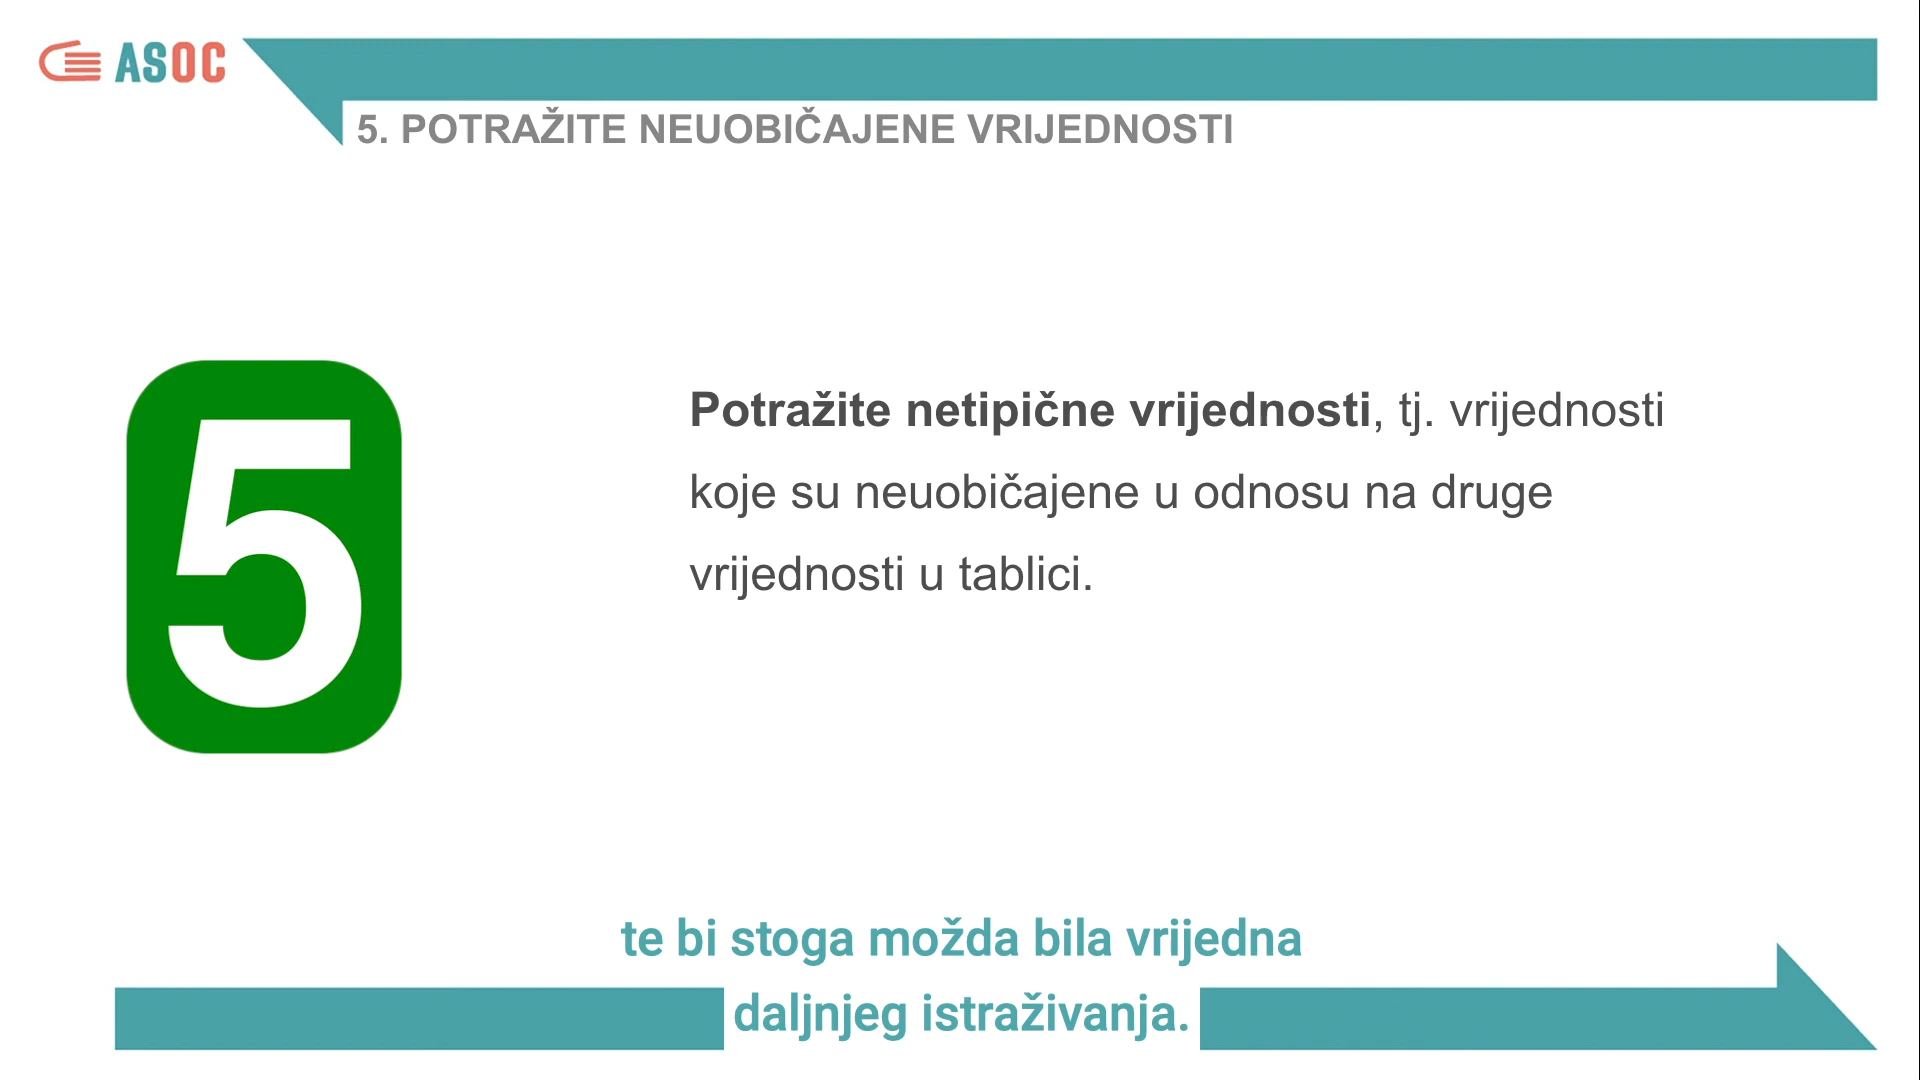 ASOC
5. POTRAŽITE NEUOBIČAJENE VRIJEDNOSTI
5
Potražite netipične vrijednosti, tj. vrijednosti
koje su neuobičajene u odnosu na druge
vrijednosti u tablici.
te bi stoga možda bila vrijedna
daljnjeg istraživanja.